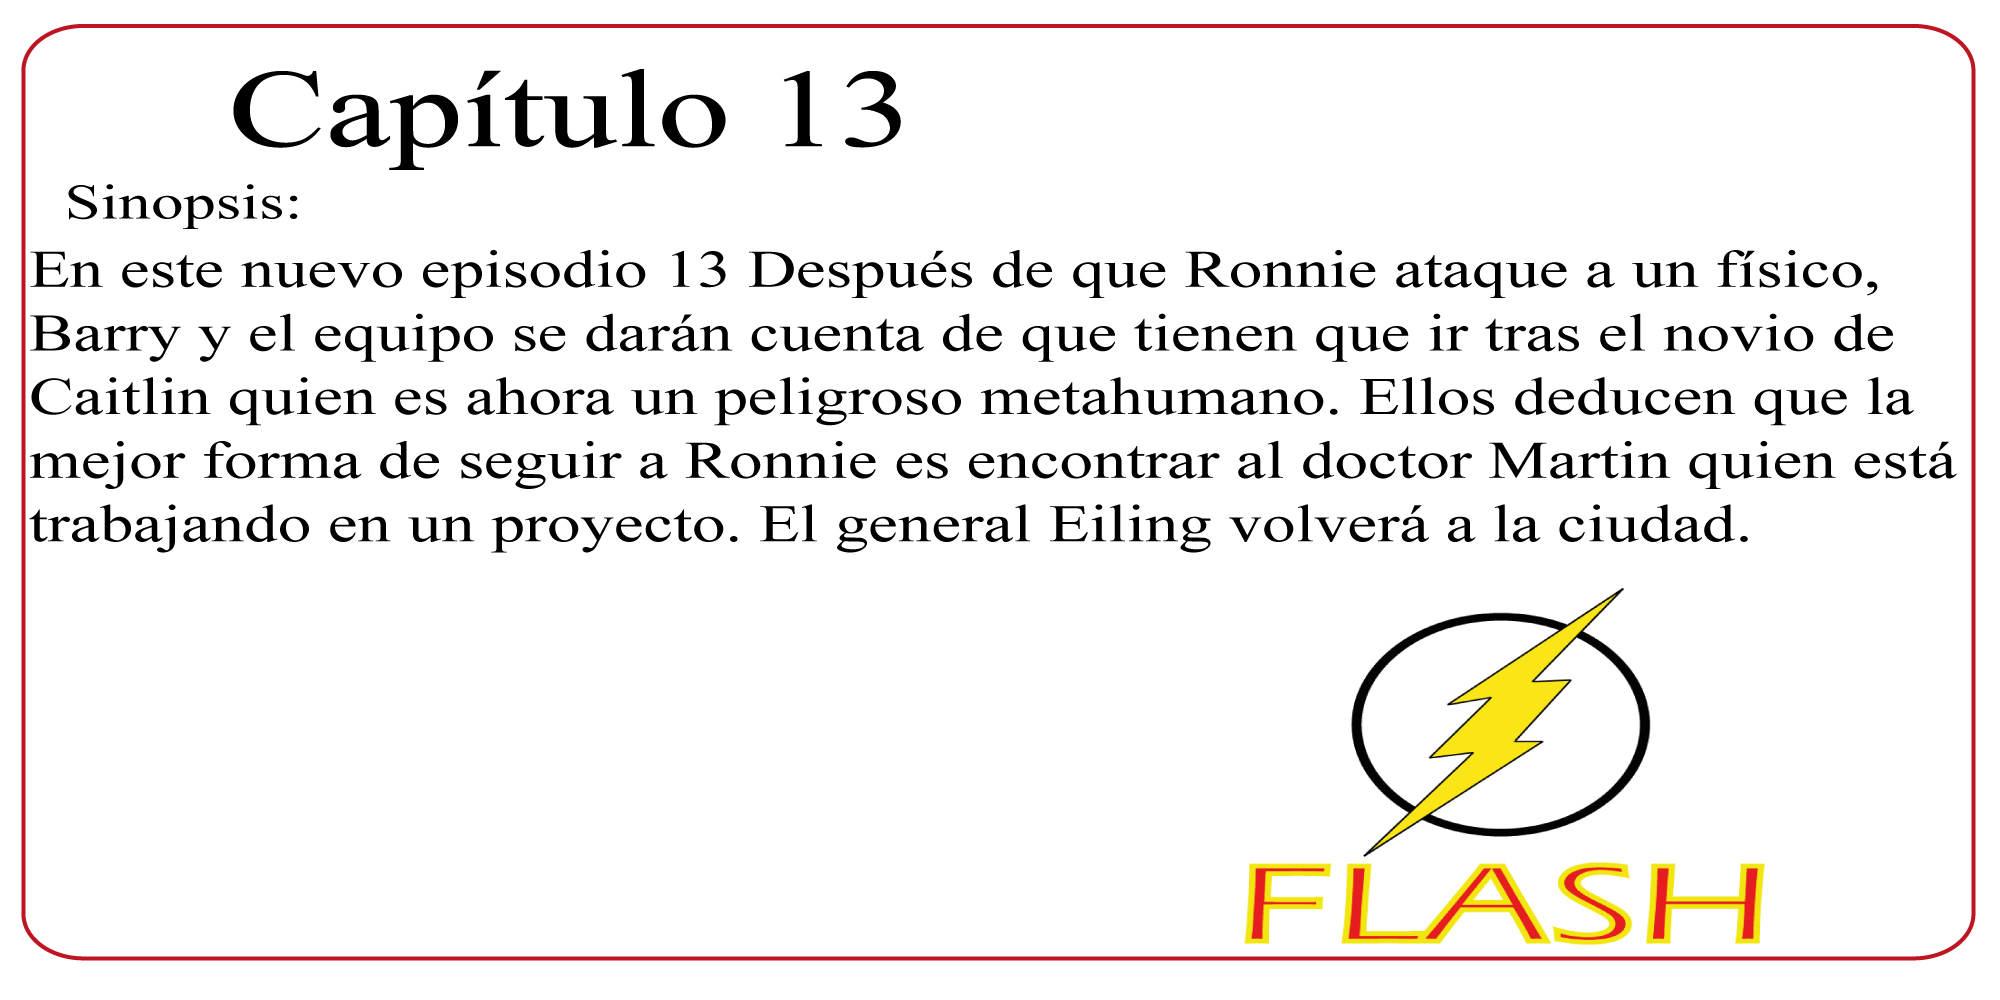 Capítulo 13
Sinopsis:
En este nuevo episodio 13 Después de que Ronnie ataque a un físico,
Barry y el equipo se darán cuenta de que tienen que ir tras el novio de
Caitlin quien es ahora un peligroso metahumano. Ellos deducen que la
mejor forma de seguir a Ronnie es encontrar al doctor Martin quien está
trabajando en un proyecto. El general Eiling volverá a la ciudad.
FLASH